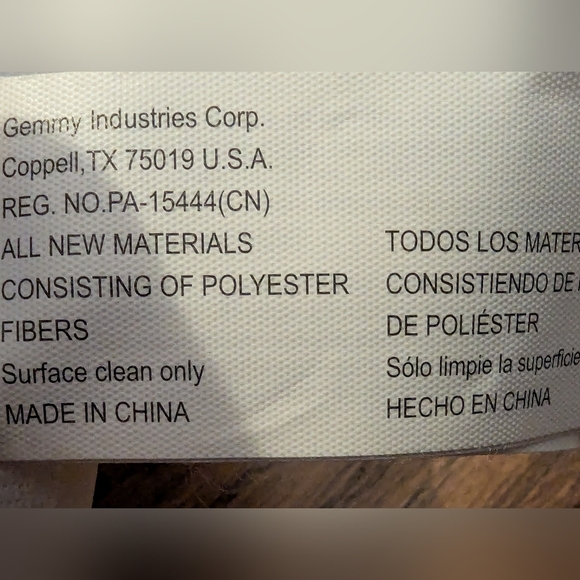 Gemmy Industries Corp.
Coppell,TX 75019 U.S.A.
REG. NO.PA-15444(CN)
ALL NEW MATERIALS
CONSISTING OF POLYESTER
FIBERS
Surface clean only
MADE IN CHINA
TODOS LOS
CONSISTIENDO DE
DE POLIÉSTER
Sólo limpie la superficie
HECHO EN CHINA